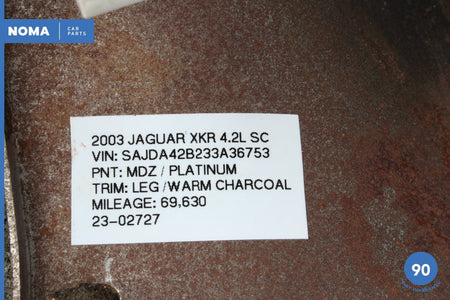 NOMA CAR
PARTS
2003 JAGUAR XKR 4.2L SC
VIN: SAJDA42B233A36753
PNT: MDZ / PLATINUM
TRIM: LEG /WARM CHARCOAL
MILEAGE: 69,630
23-02727
90